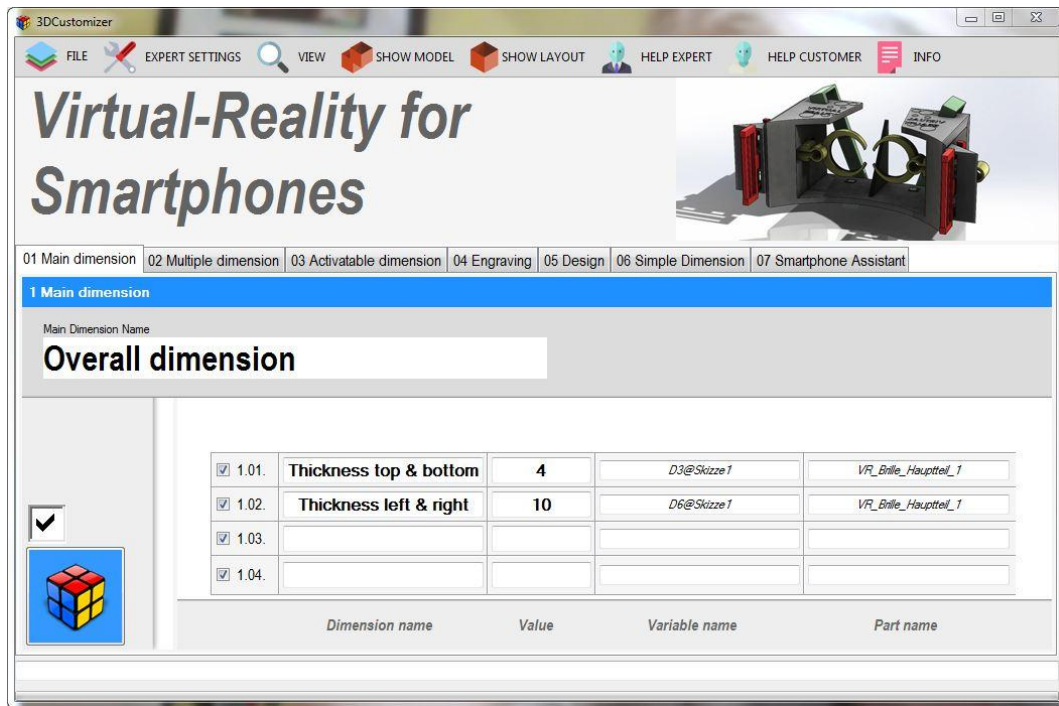 3DCustomizer
FILE EXPERT SETTINGS VIEW SHOW MODEL SHOW LAYOUT HELP EXPERT HELP CUSTOMER INFO
Virtual-Reality for
Smartphones
01 Main dimension 02 Multiple dimension 03 Activatable dimension 04 Engraving 05 Design 06 Simple Dimension 07 Smartphone Assistant
1 Main dimension
Main Dimension Name
Overall dimension
1.01. Thickness top & bottom 4 D3@Skizze1 VR_Brille_Hauptteil_1
1.02. Thickness left & right 10 D6@Skizze1 VR_Brille_Hauptteil_1
1.03.
1.04.
Dimension name Value Variable name Part name